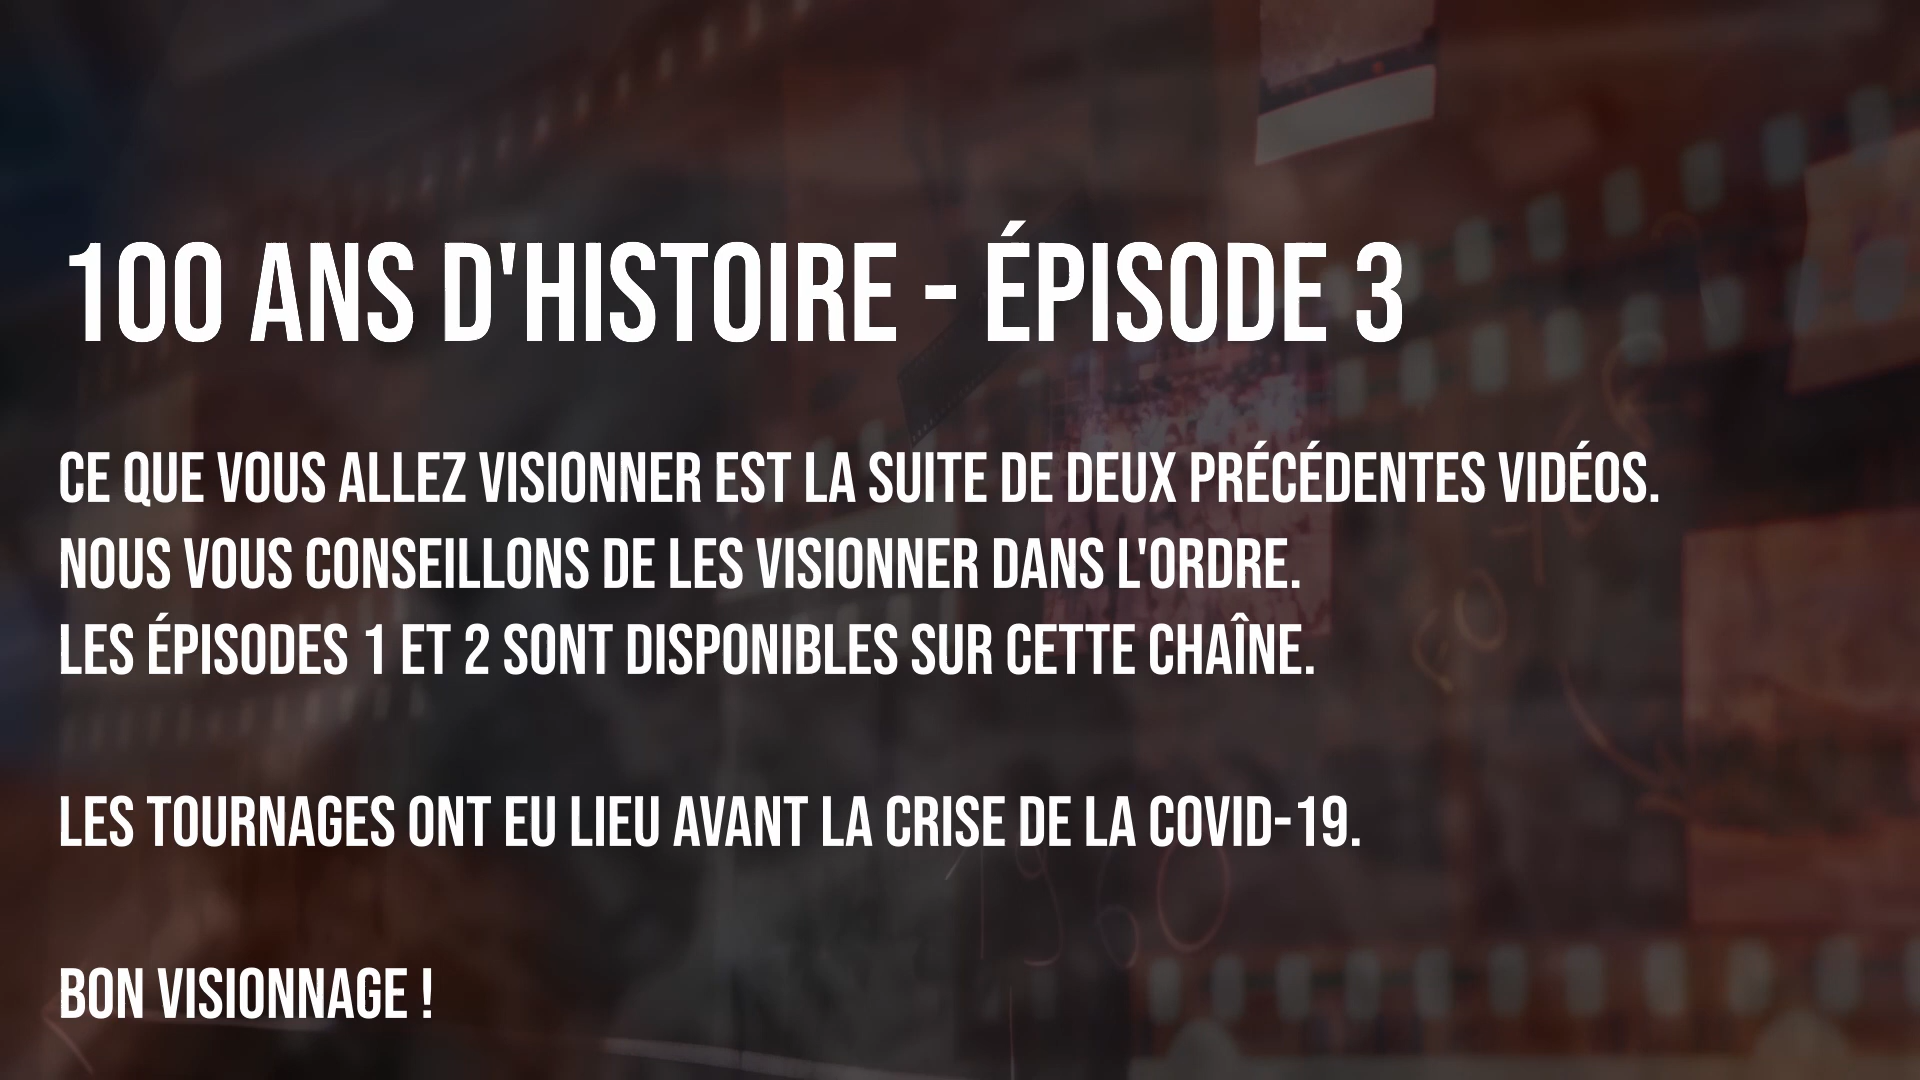 100 ANS D'HISTOIRE - ÉPISODE 3
CE QUE VOUS ALLEZ VISIONNER EST LA SUITE DE DEUX PRÉCÉDENTES VIDÉOS.
NOUS VOUS CONSEILLONS DE LES VISIONNER DANS L'ORDRE.
LES ÉPISODES 1 ET 2 SONT DISPONIBLES SUR CETTE CHAÎNE.
LES TOURNAGES ONT EU LIEU AVANT LA CRISE DE LA COVID-19.
BON VISIONNAGE !